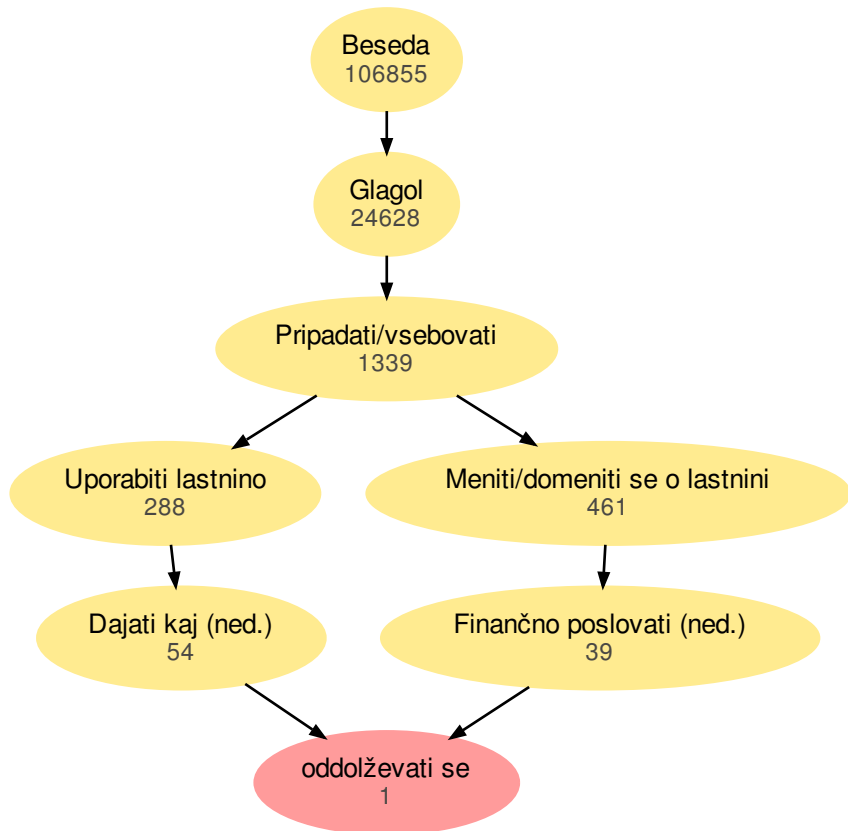 Beseda
106855
Glagol
24628
Pripadati/vsebovati
1339
Uporabiti lastnino
288
Meniti/domeniti se o lastnini
461
Dajati kaj (ned.)
54
Finančno poslovati (ned.)
39
oddolževati se
1